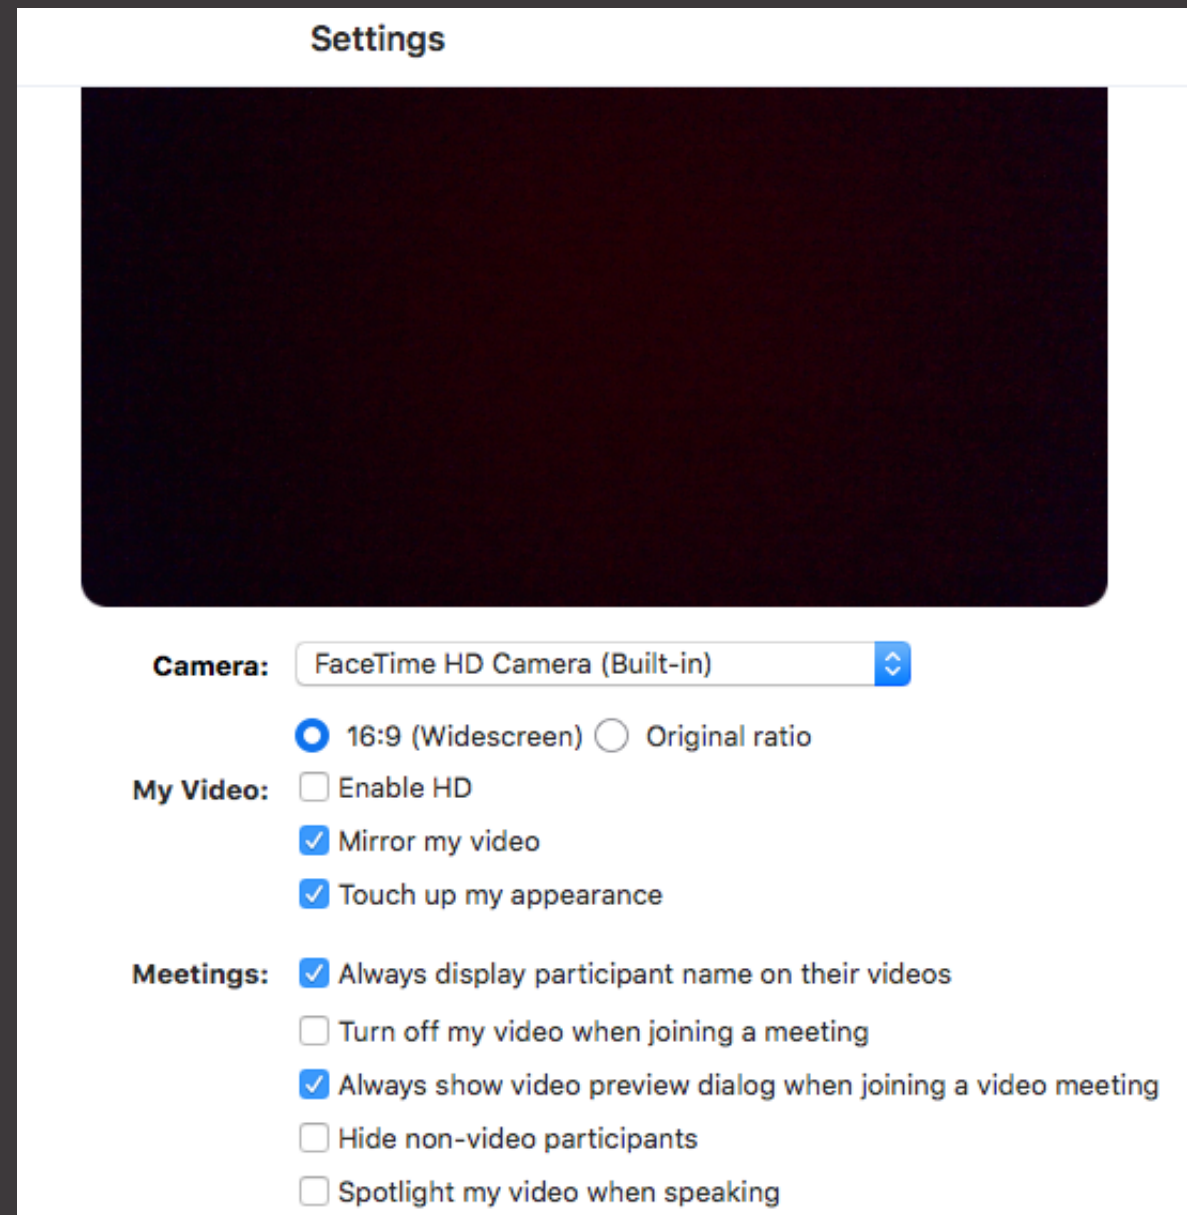 Settings
Camera: FaceTime HD Camera (Built-in)
16:9 (Widescreen) Original ratio
My Video: Enable HD
Mirror my video
Touch up my appearance
Meetings: Always display participant name on their videos
Turn off my video when joining a meeting
Always show video preview dialog when joining a video meeting
Hide non-video participants
Spotlight my video when speaking